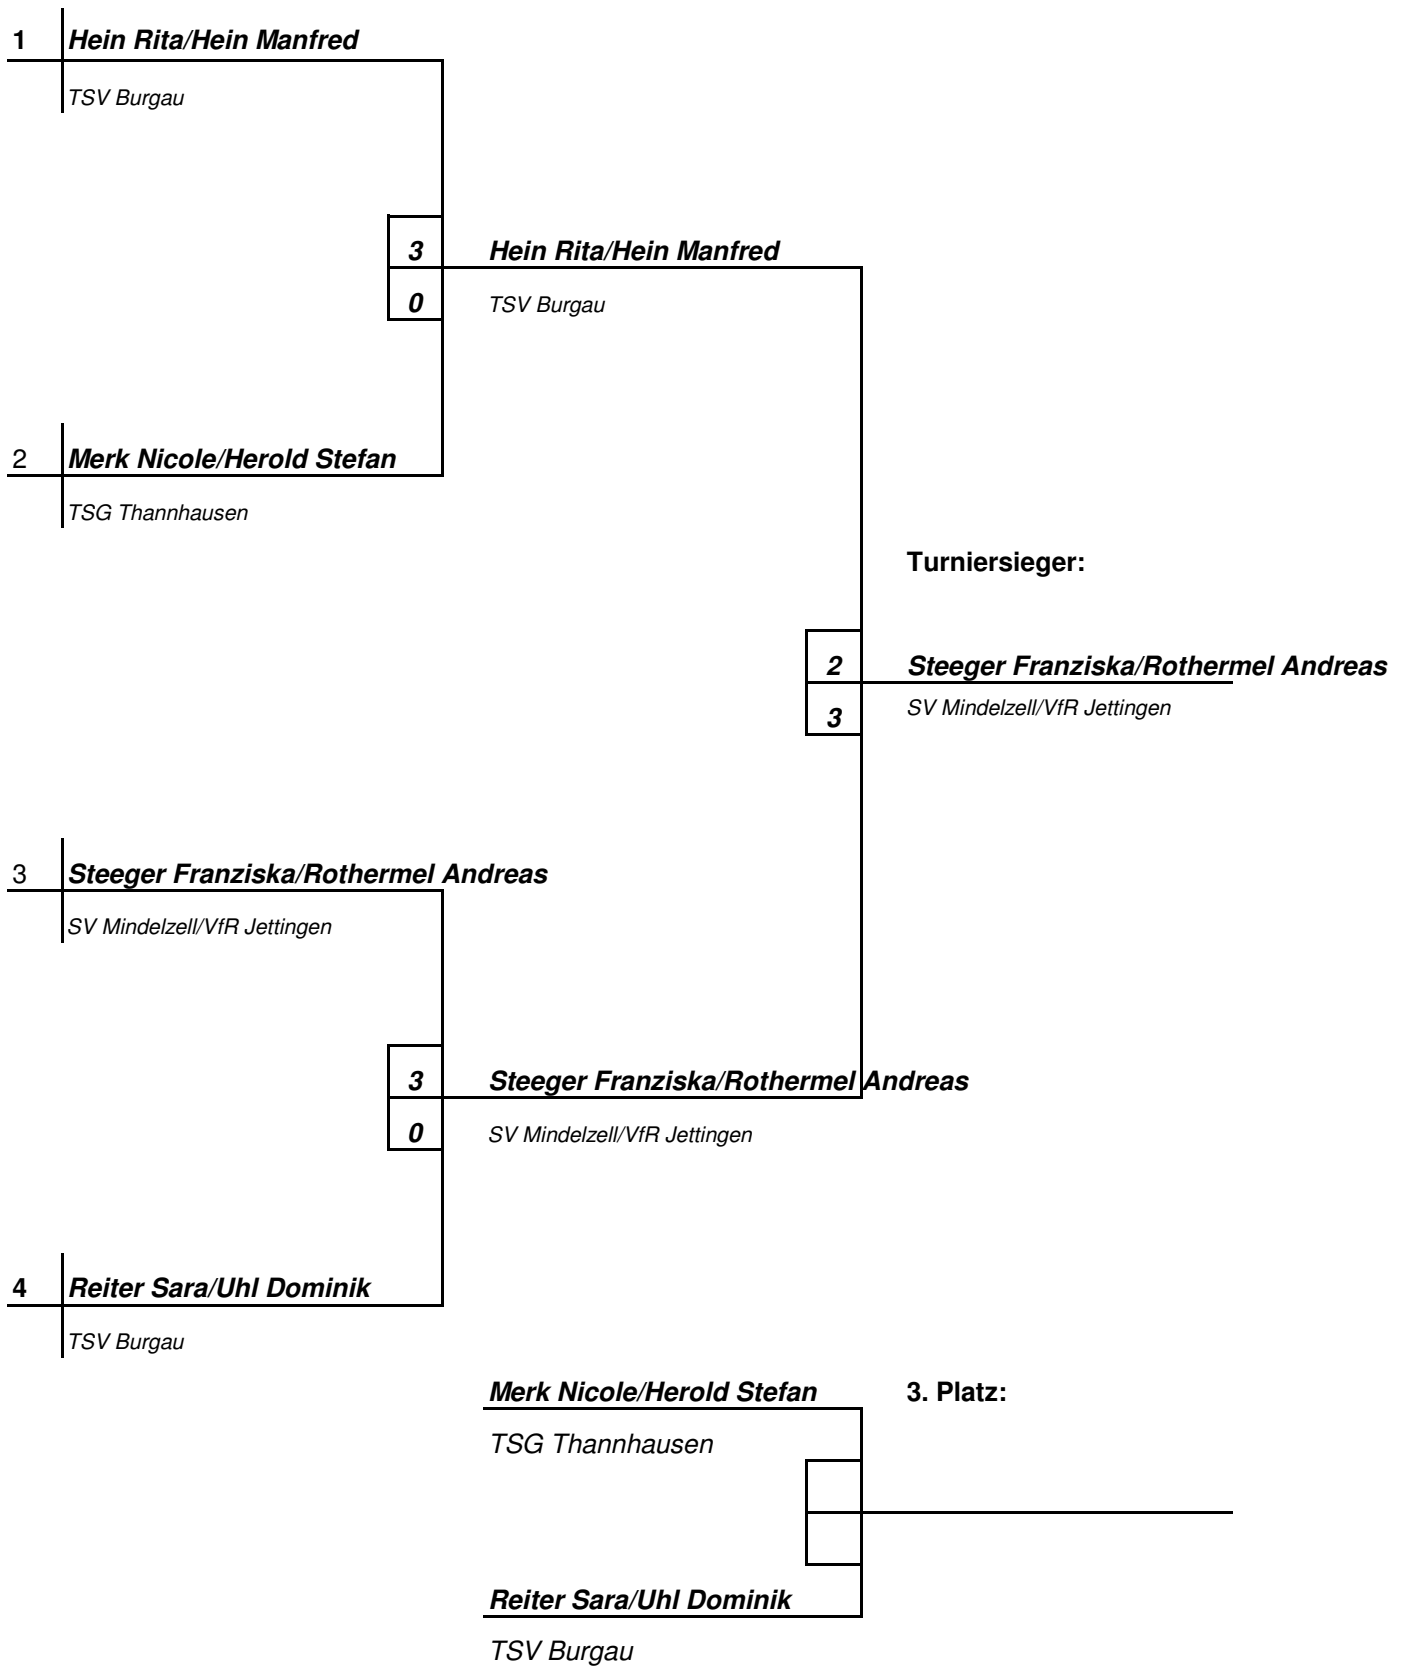 1 Hein Rita/Hein Manfred
TSV Burgau
3 Hein Rita/Hein Manfred
0 TSV Burgau
2 Merk Nicole/Herold Stefan
TSG Thannhausen
Turniersieger:
2 Steeger Franziska/Rothermel Andreas
3 SV Mindelzell/VfR Jettingen
3 Steeger Franziska/Rothermel Andreas
SV Mindelzell/VfR Jettingen
3 Steeger Franziska/Rothermel Andreas
0 SV Mindelzell/VfR Jettingen
4 Reiter Sara/Uhl Dominik
TSV Burgau
Merk Nicole/Herold Stefan 3. Platz:
TSG Thannhausen
Reiter Sara/Uhl Dominik
TSV Burgau